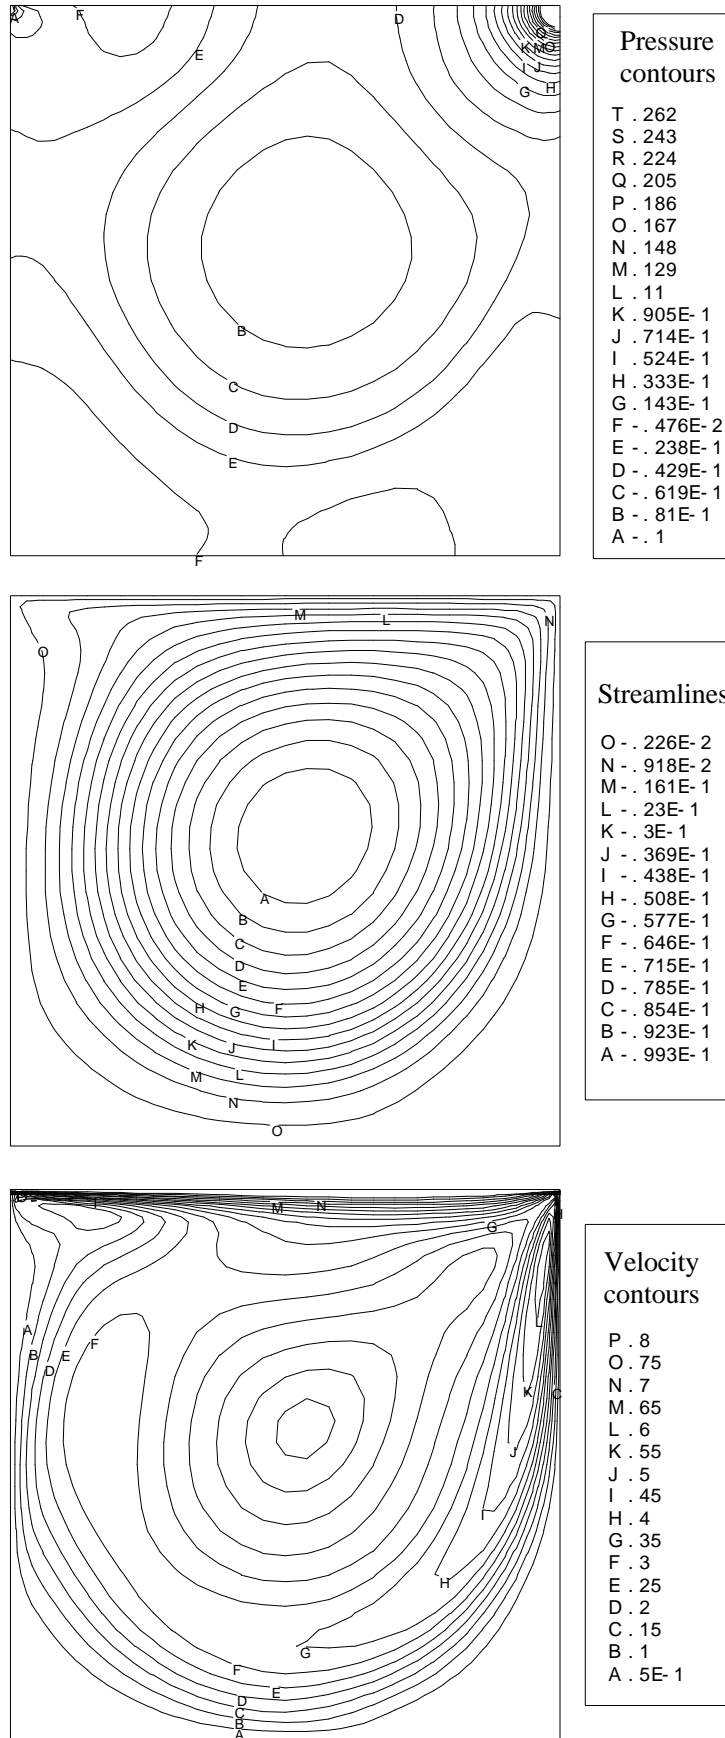 A
F
D
E
Q
K M O
I J
G H
B
C
D
E
F
Pressure
contours
T . 262
S . 243
R . 224
Q . 205
P . 186
O . 167
N . 148
M . 129
L . 11
K . 905E- 1
J . 714E- 1
I . 524E- 1
H . 333E- 1
G . 143E- 1
F - . 476E- 2
E - . 238E- 1
D - . 429E- 1
C - . 619E- 1
B - . 81E- 1
A - . 1
M
L
N
O
A
B
C
D
E
H G F
K J I
M L
N
O
Streamlines
O - . 226E- 2
N - . 918E- 2
M - . 161E- 1
L - . 23E- 1
K - . 3E- 1
J - . 369E- 1
I - . 438E- 1
H - . 508E- 1
G - . 577E- 1
F - . 646E- 1
E - . 715E- 1
D - . 785E- 1
C - . 854E- 1
B - . 923E- 1
A - . 993E- 1
I
M N
H
G
A
F
L
B E
D
K C
J
I
H
G
F
E
D
C
B
A
Velocity
contours
P . 8
O . 75
N . 7
M . 65
L . 6
K . 55
J . 5
I . 45
H . 4
G . 35
F . 3
E . 25
D . 2
C . 15
B . 1
A . 5E- 1